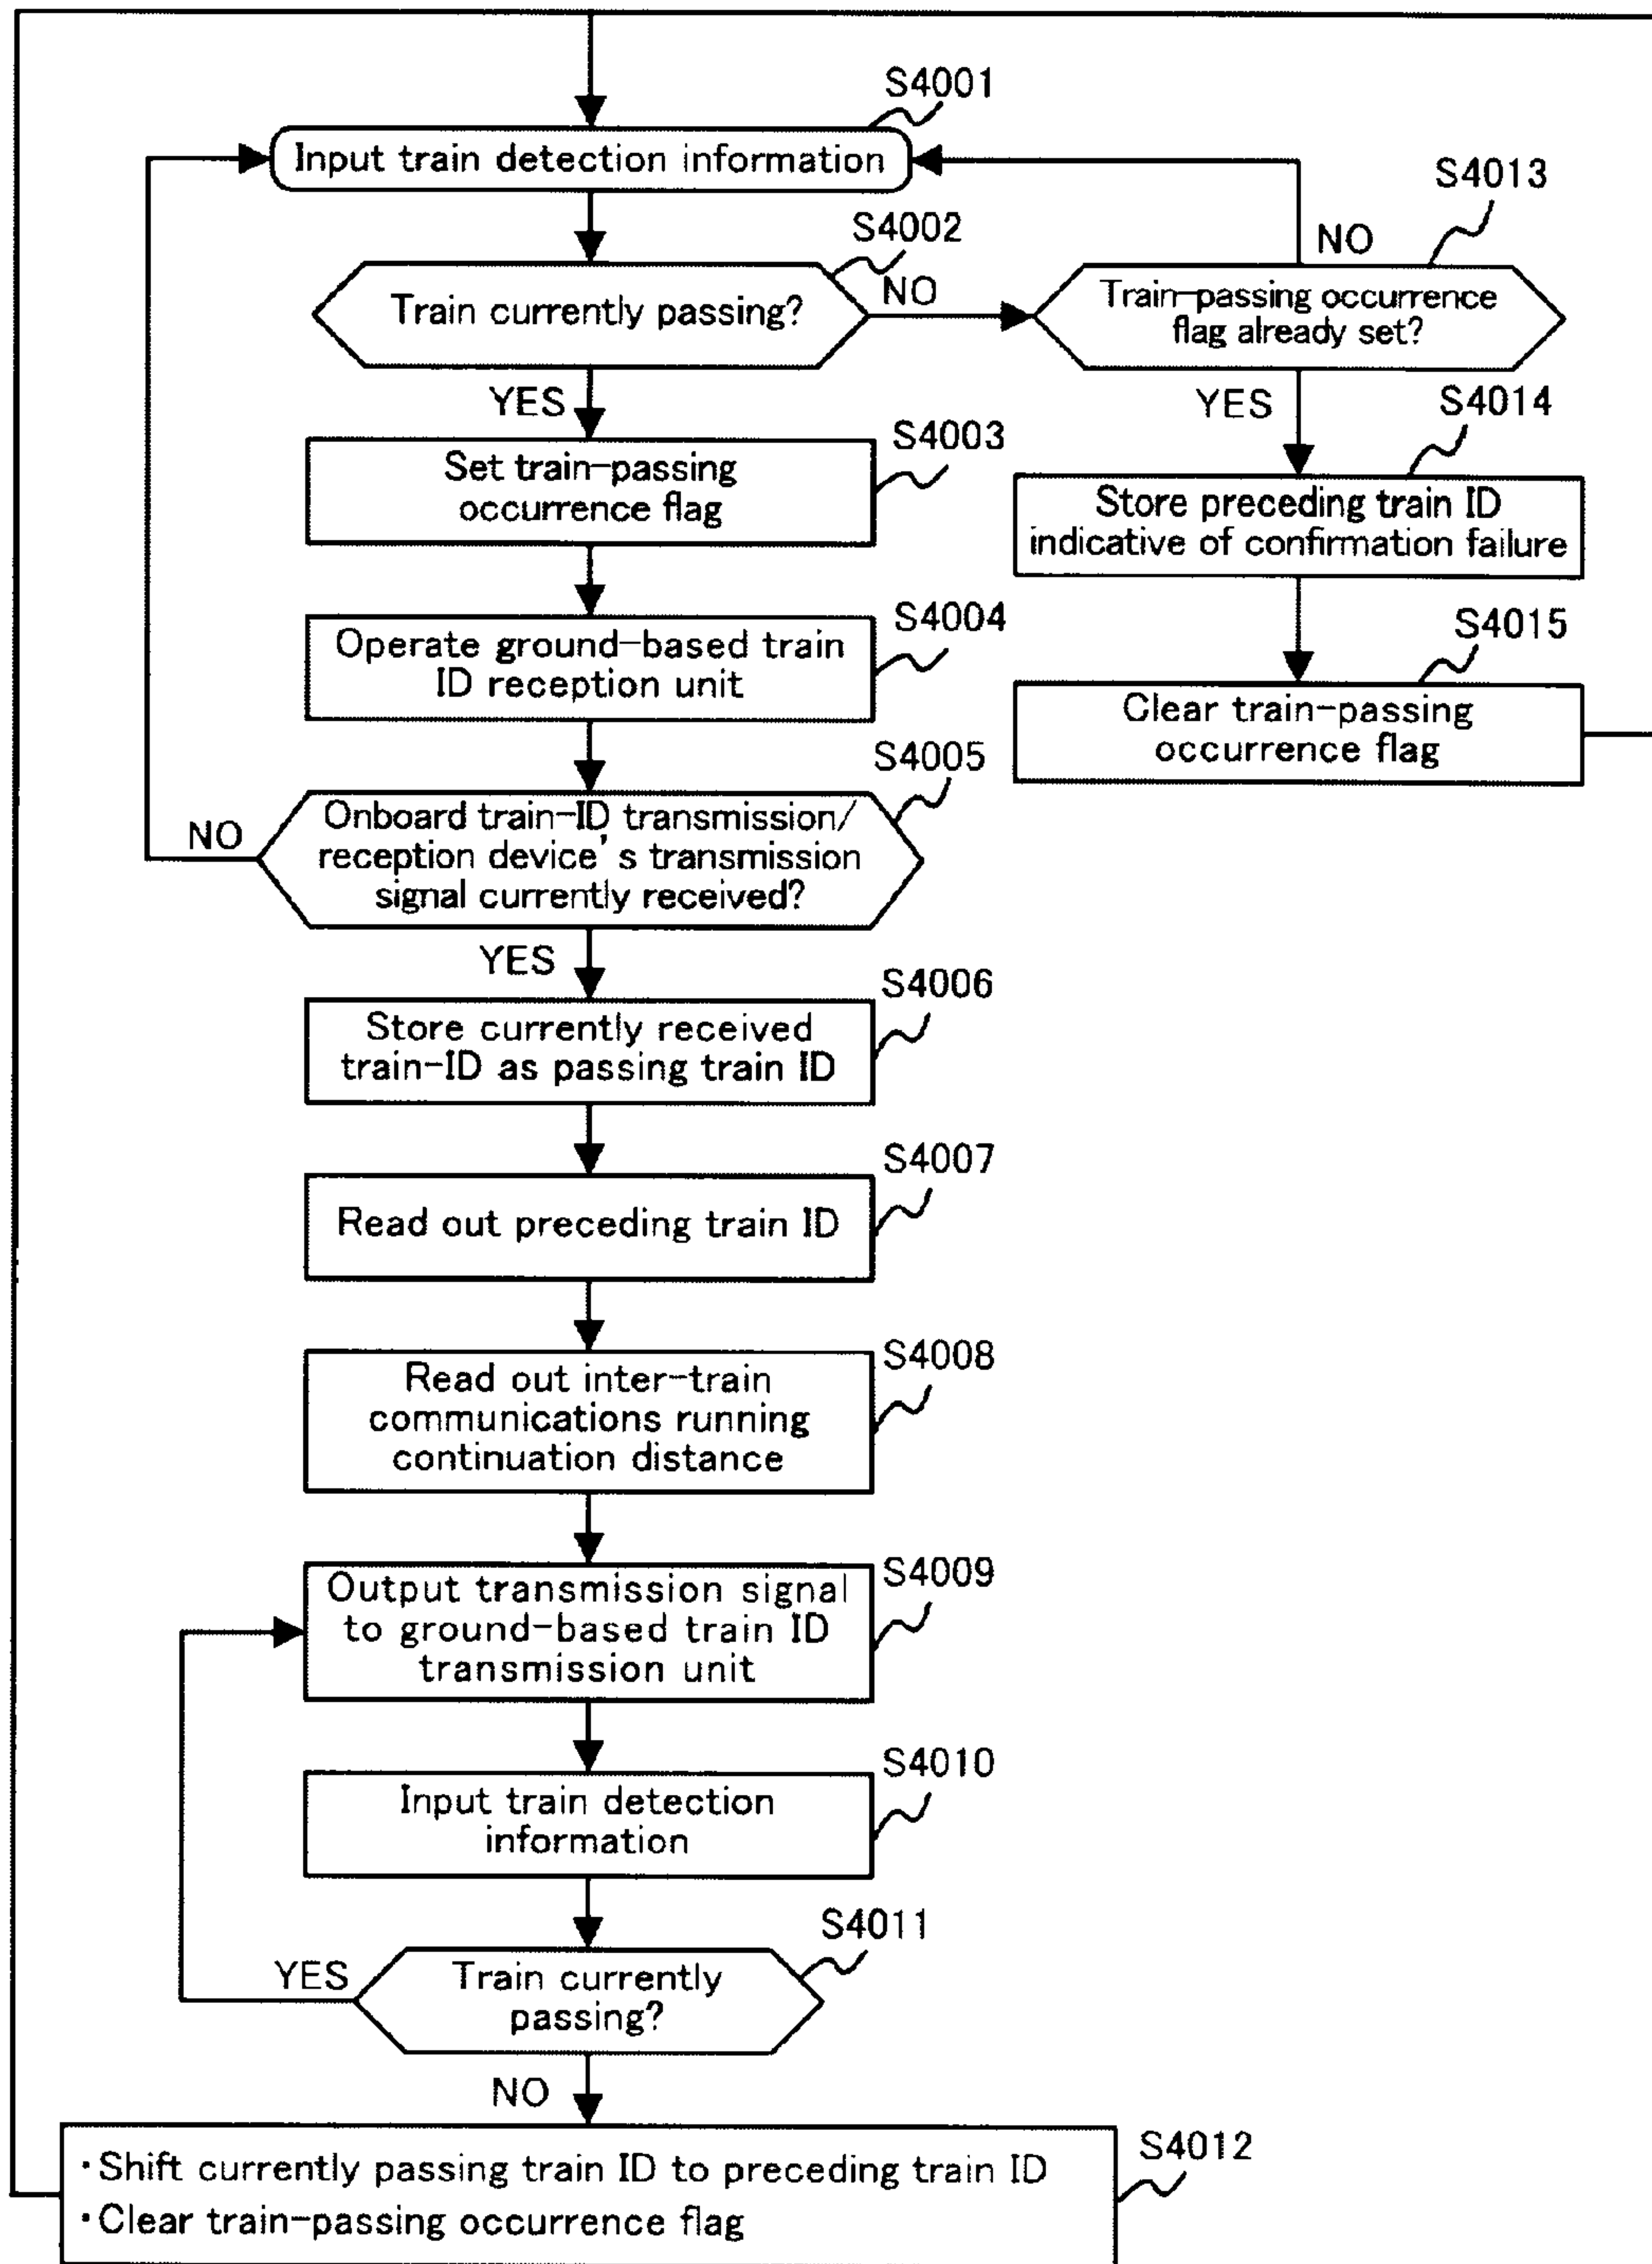 S4001
Input train detection information
S4002
Train currently passing?
NO
S4013
NO
Train-passing occurrence
flag already set?
YES
S4003
Set train-passing
occurrence flag
YES
S4014
Store preceding train ID
indicative of confirmation failure
S4004
Operate ground-based train
ID reception unit
S4015
Clear train-passing
occurrence flag
S4005
NO
Onboard train-ID transmission/
reception device's transmission
signal currently received?
YES
S4006
Store currently received
train-ID as passing train ID
S4007
Read out preceding train ID
S4008
Read out inter-train
communications running
continuation distance
S4009
Output transmission signal
to ground-based train ID
transmission unit
S4010
Input train detection
information
S4011
YES
Train currently
passing?
NO
S4012
・Shift currently passing train ID to preceding train ID
・Clear train-passing occurrence flag